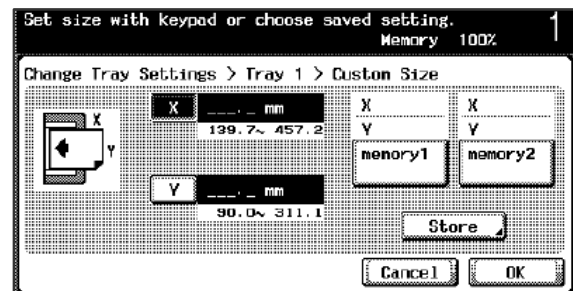 Set size with keypad or choose saved setting.
1
Memory 100%
Change Tray Settings > Tray 1 > Custom Size
X
Y
X ___._ mm
139.7~ 457.2
Y ___._ mm
90.0~ 311.1
X
Y
memory1
X
Y
memory2
Store
Cancel OK